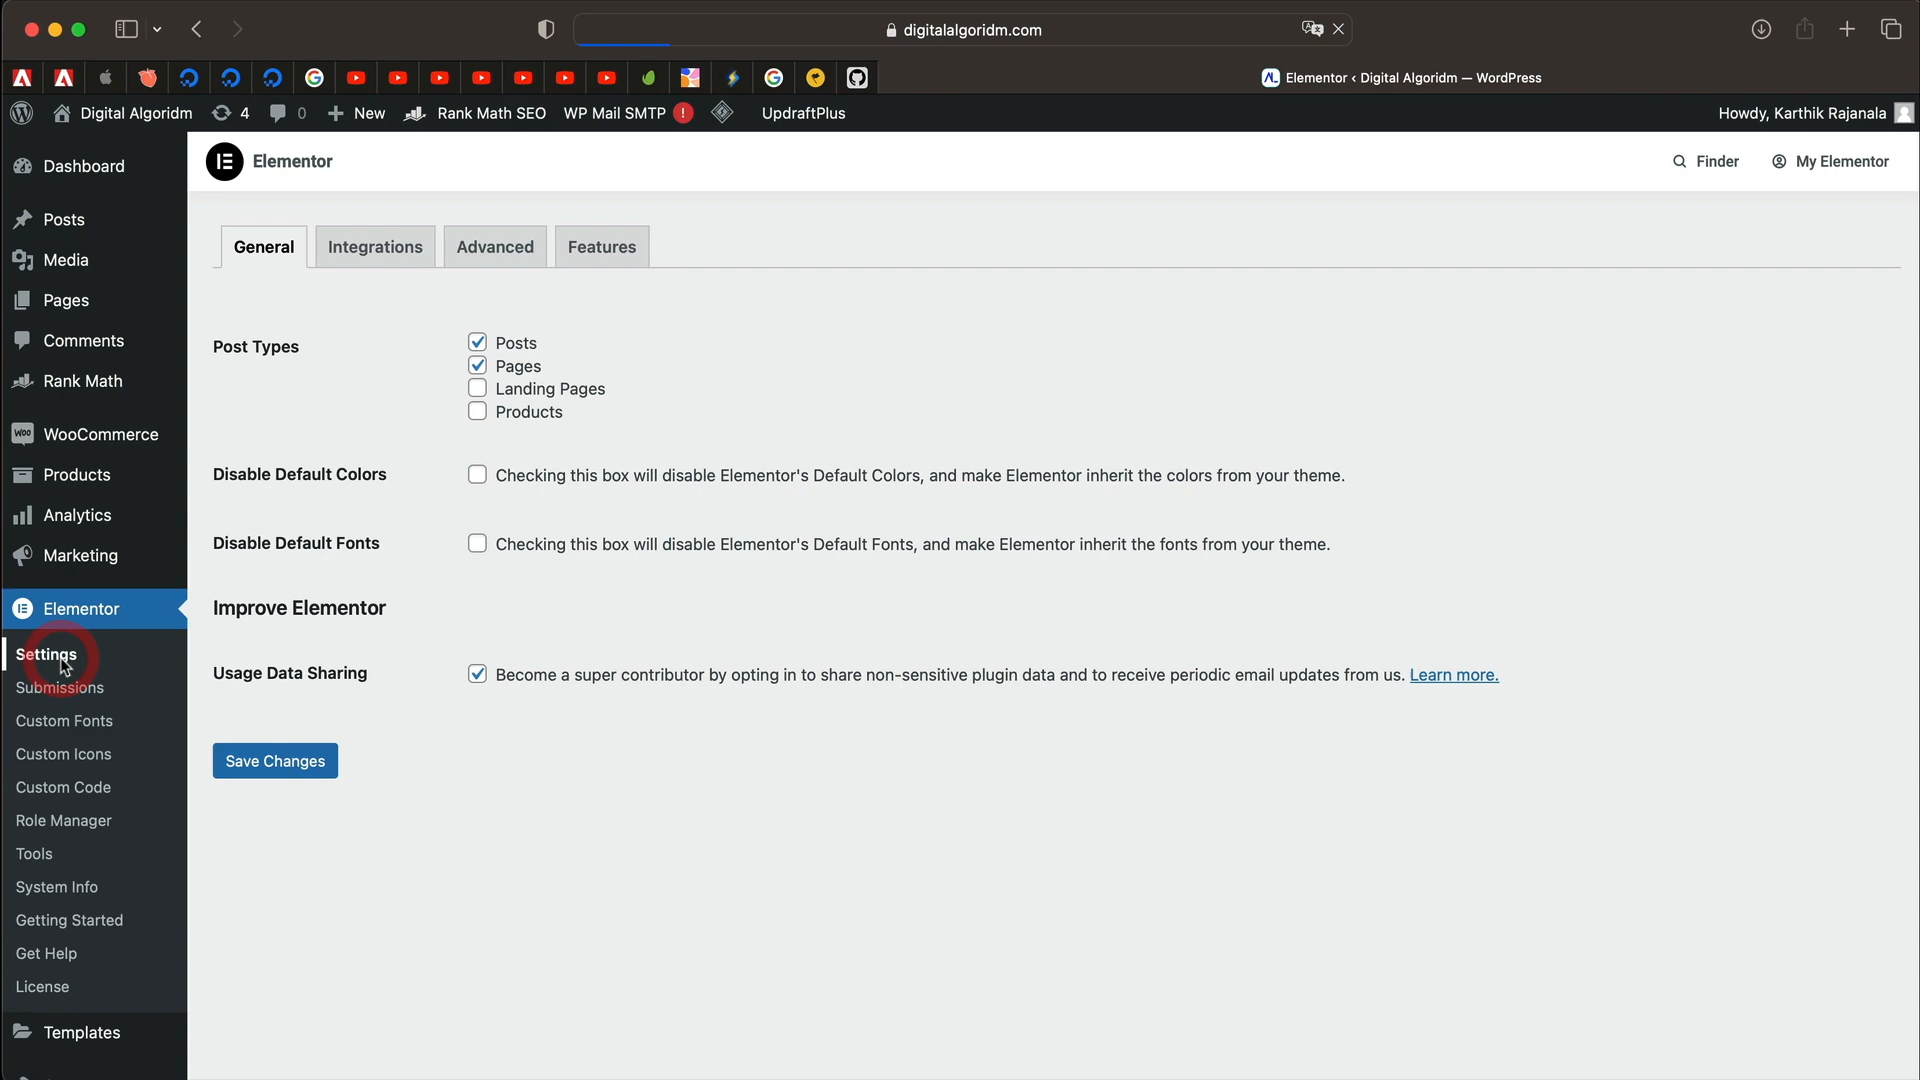 digitalalgoridm.com
Elementor ‹ Digital Algoridm — WordPress
Digital Algoridm 4 0 New Rank Math SEO WP Mail SMTP ! UpdraftPlus Howdy, Karthik Rajanala
Dashboard
Posts
Media
Pages
Comments
Rank Math
WooCommerce
Products
Analytics
Marketing
Elementor
Settings
Submissions
Custom Fonts
Custom Icons
Custom Code
Role Manager
Tools
System Info
Getting Started
Get Help
License
Templates
Elementor
Finder My Elementor
General Integrations Advanced Features
Post Types
Posts
Pages
Landing Pages
Products
Disable Default Colors
Checking this box will disable Elementor's Default Colors, and make Elementor inherit the colors from your theme.
Disable Default Fonts
Checking this box will disable Elementor's Default Fonts, and make Elementor inherit the fonts from your theme.
Improve Elementor
Usage Data Sharing
Become a super contributor by opting in to share non-sensitive plugin data and to receive periodic email updates from us. Learn more.
Save Changes